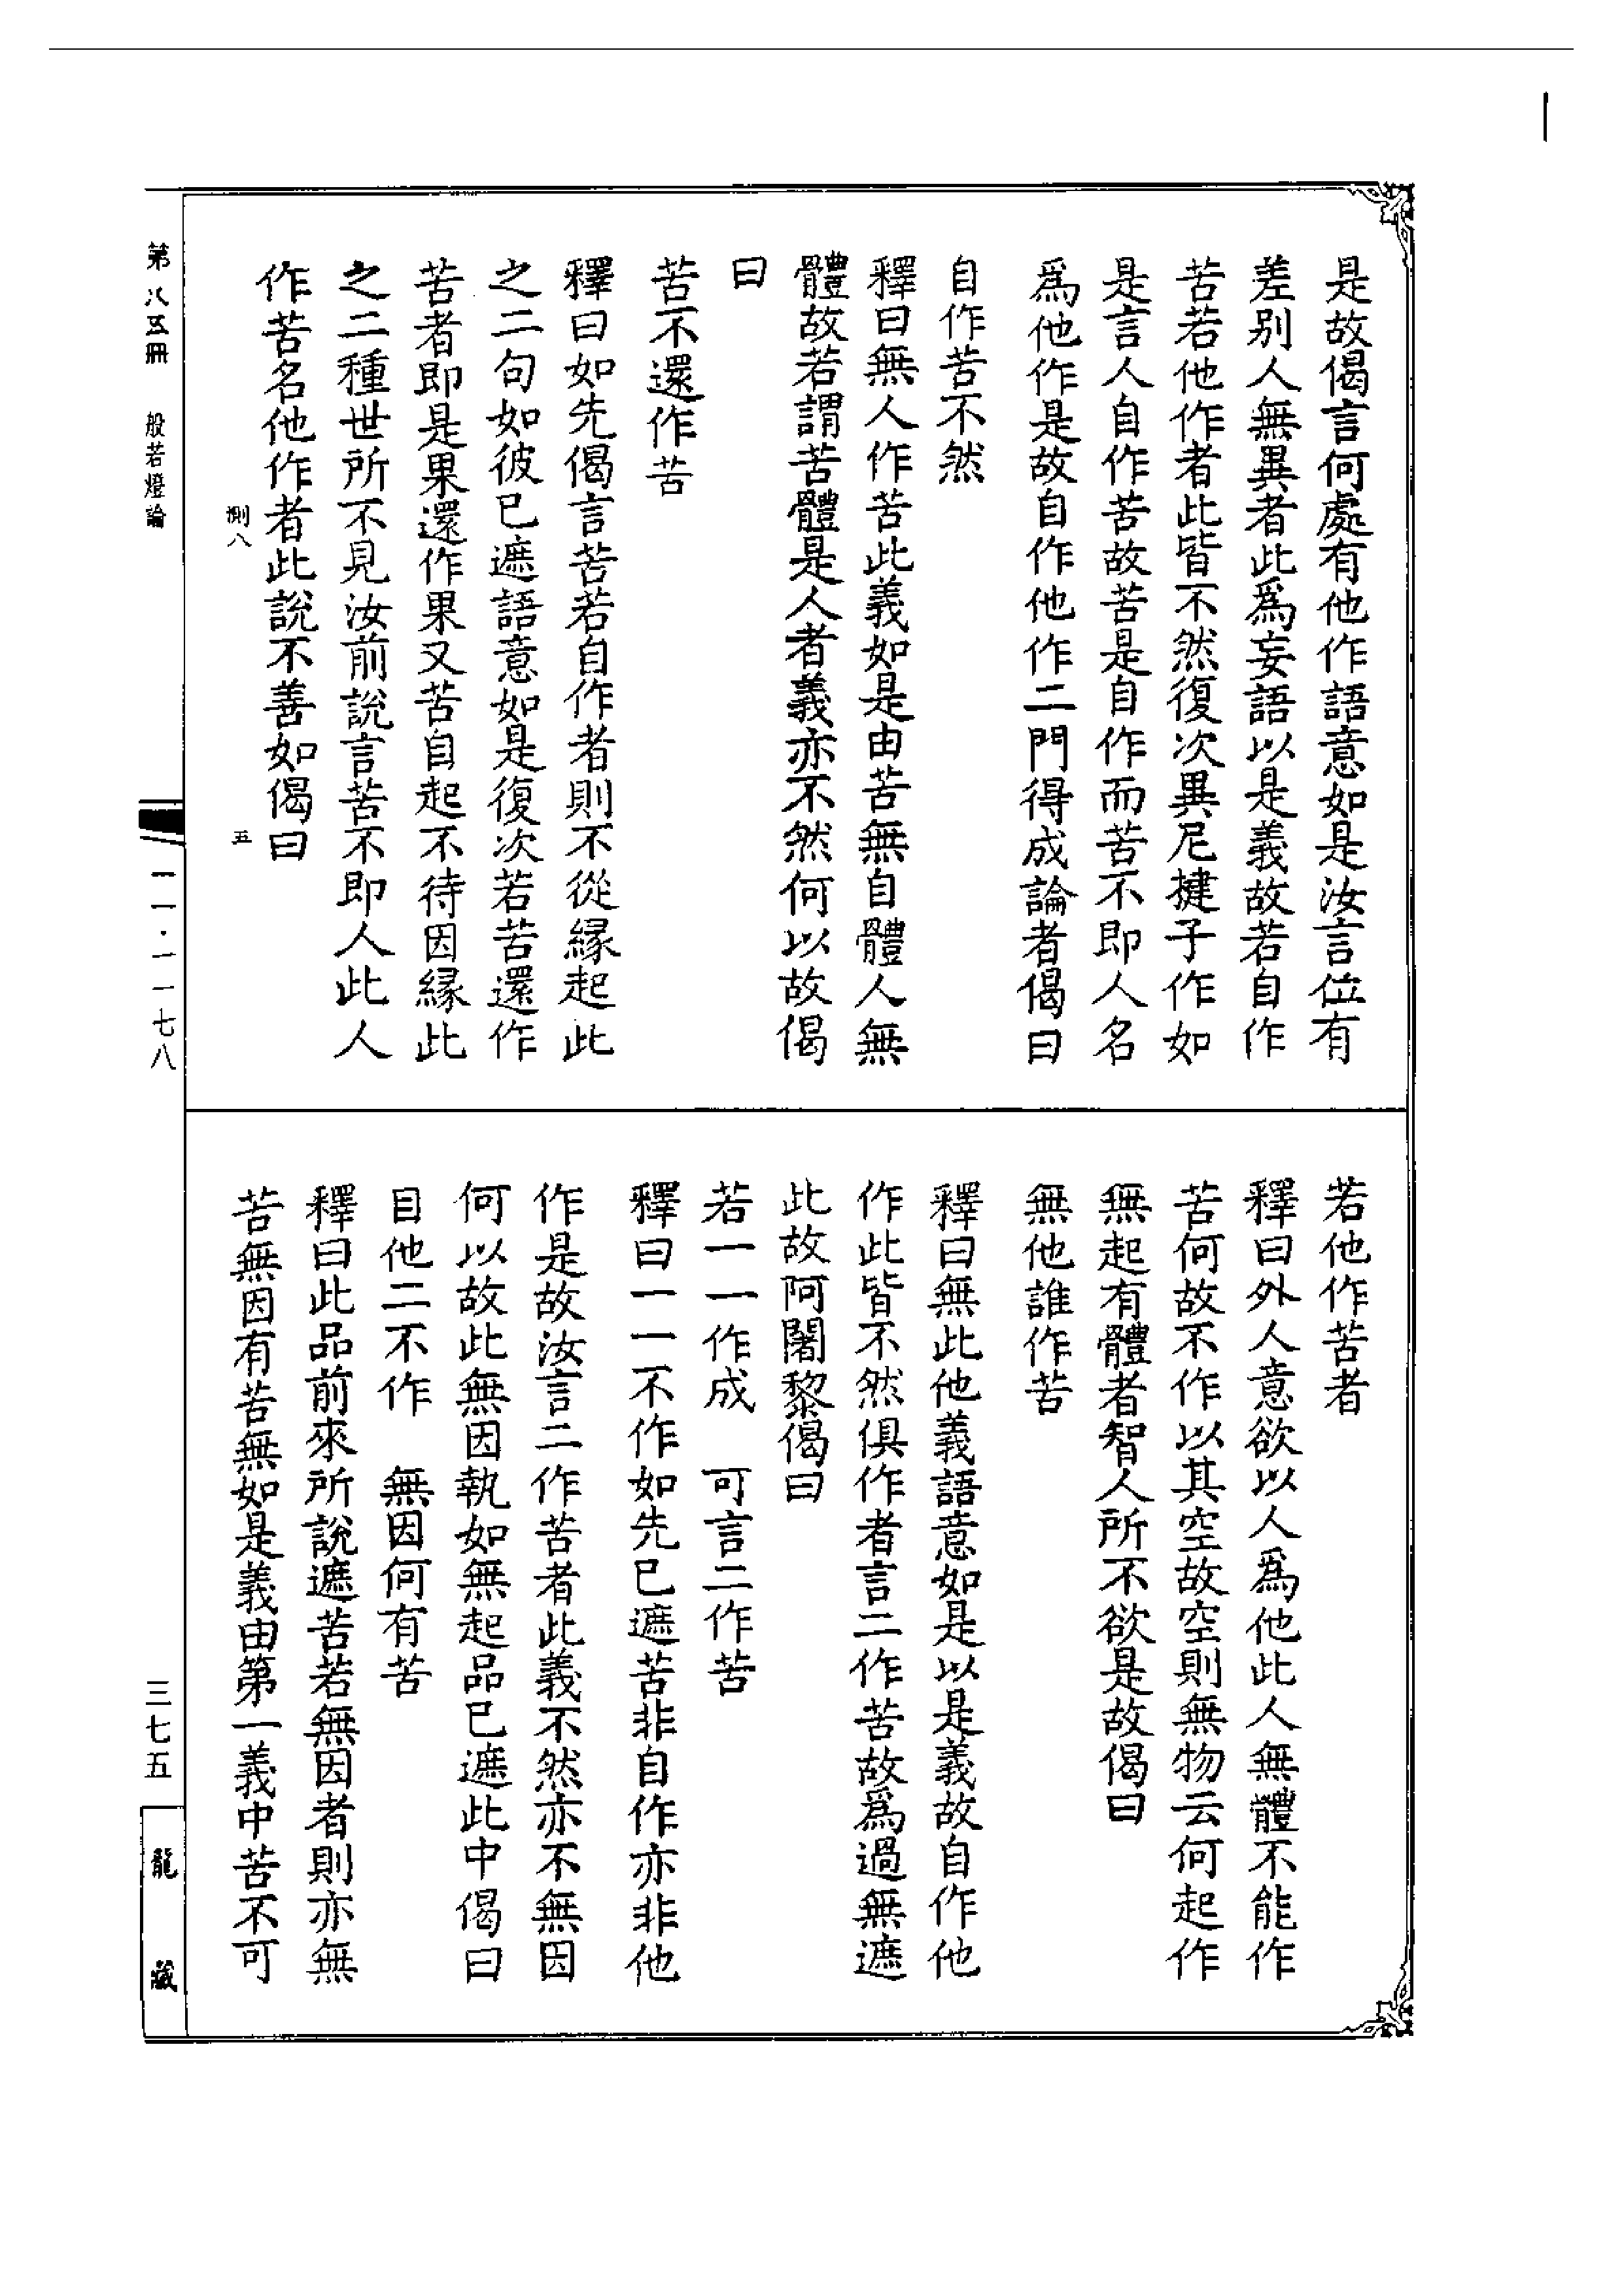 是故偈言何處有他作語意如是汝言位有
差別人無異者此爲妄語以是義故若自作
苦若他作者此皆不然復次異尼揵子作如
是言人自作苦故苦是自作而苦不即人名
爲他作是故自作他作二門得成論者偈曰
自作苦不然
釋曰無人作苦此義如是由苦無自體人無
體故若謂苦體是人者義亦不然何以故偈
曰
苦不還作苦
釋曰如先偈言苦若自作者則不從緣起此
之二句如彼已遮語意如是復次若苦還作
苦者即是果還作果又苦自起不待因緣此
之二種世所不見汝前說言苦不即人此人
作苦名他作者此說不善如偈曰
測八
五
若他作苦者
釋曰外人意欲以人爲他此人無體不能作
苦何故不作以其空故空則無物云何起作
無起有體者智人所不欲是故偈曰
無他誰作苦
釋曰無此他義語意如是以是義故自作他
作此皆不然俱作者言二作苦故爲過無遮
此故阿闍黎偈曰
若一一作成 可言二作苦
釋曰一一不作如先已遮苦非自作亦非他
作是故汝言二作苦者此義不然亦不無因
何以故此無因執如無起品已遮此中偈曰
自他二不作 無因何有苦
釋曰此品前來所說遮苦若無因者則亦無
苦無因有苦無如是義由第一義中苦不可
第八五冊 般若燈論
二一·一一七八
三七五
龍藏